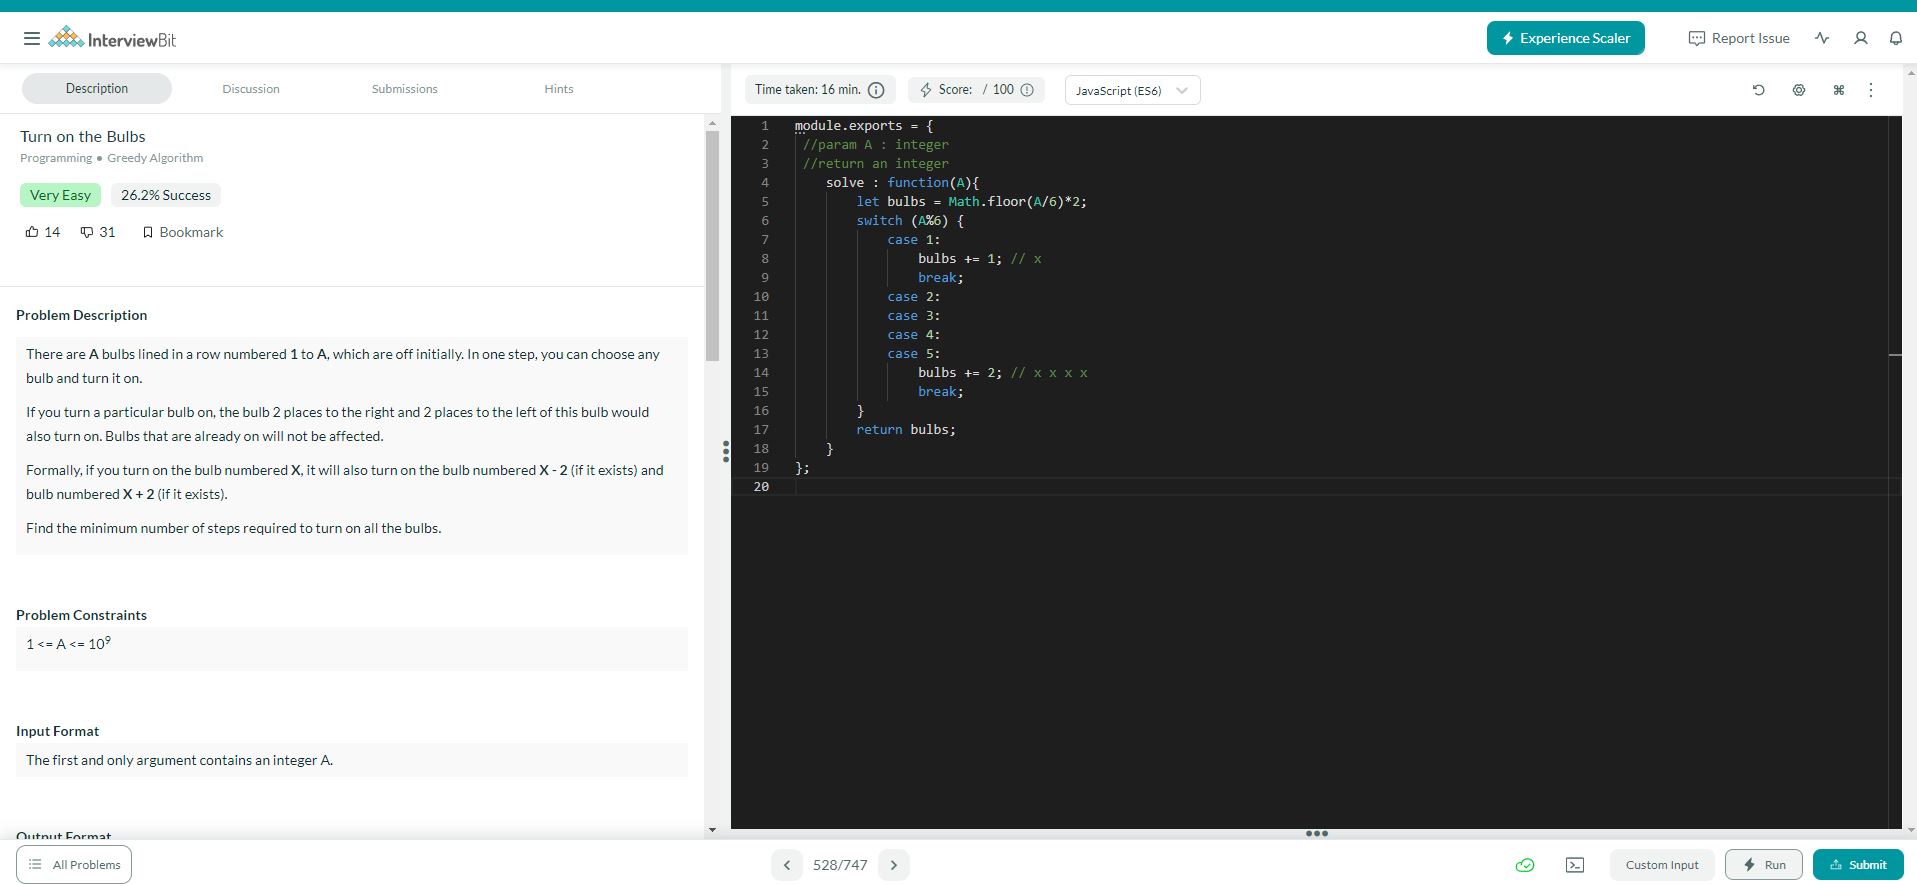 InterviewBit
Experience Scaler
Report Issue
Description
Discussion
Submissions
Hints
Turn on the Bulbs
Programming • Greedy Algorithm
Very Easy
26.2% Success
14
31
Bookmark
Problem Description
There are A bulbs lined in a row numbered 1 to A, which are off initially. In one step, you can choose any
bulb and turn it on.
If you turn a particular bulb on, the bulb 2 places to the right and 2 places to the left of this bulb would
also turn on. Bulbs that are already on will not be affected.
Formally, if you turn on the bulb numbered X, it will also turn on the bulb numbered X - 2 (if it exists) and
bulb numbered X + 2 (if it exists).
Find the minimum number of steps required to turn on all the bulbs.
Problem Constraints
1 <= A <= 10⁹
Input Format
The first and only argument contains an integer A.
Output Format
Time taken: 16 min.
Score: / 100
JavaScript (ES6)
1 module.exports = {
2 //param A : integer
3 //return an integer
4 solve : function(A){
5 let bulbs = Math.floor(A/6)*2;
6 switch (A%6) {
7 case 1:
8 bulbs += 1; // x
9 break;
10 case 2:
11 case 3:
12 case 4:
13 case 5:
14 bulbs += 2; // x x x x
15 break;
16 }
17 return bulbs;
18 }
19 };
20
All Problems
528/747
Custom Input
Run
Submit